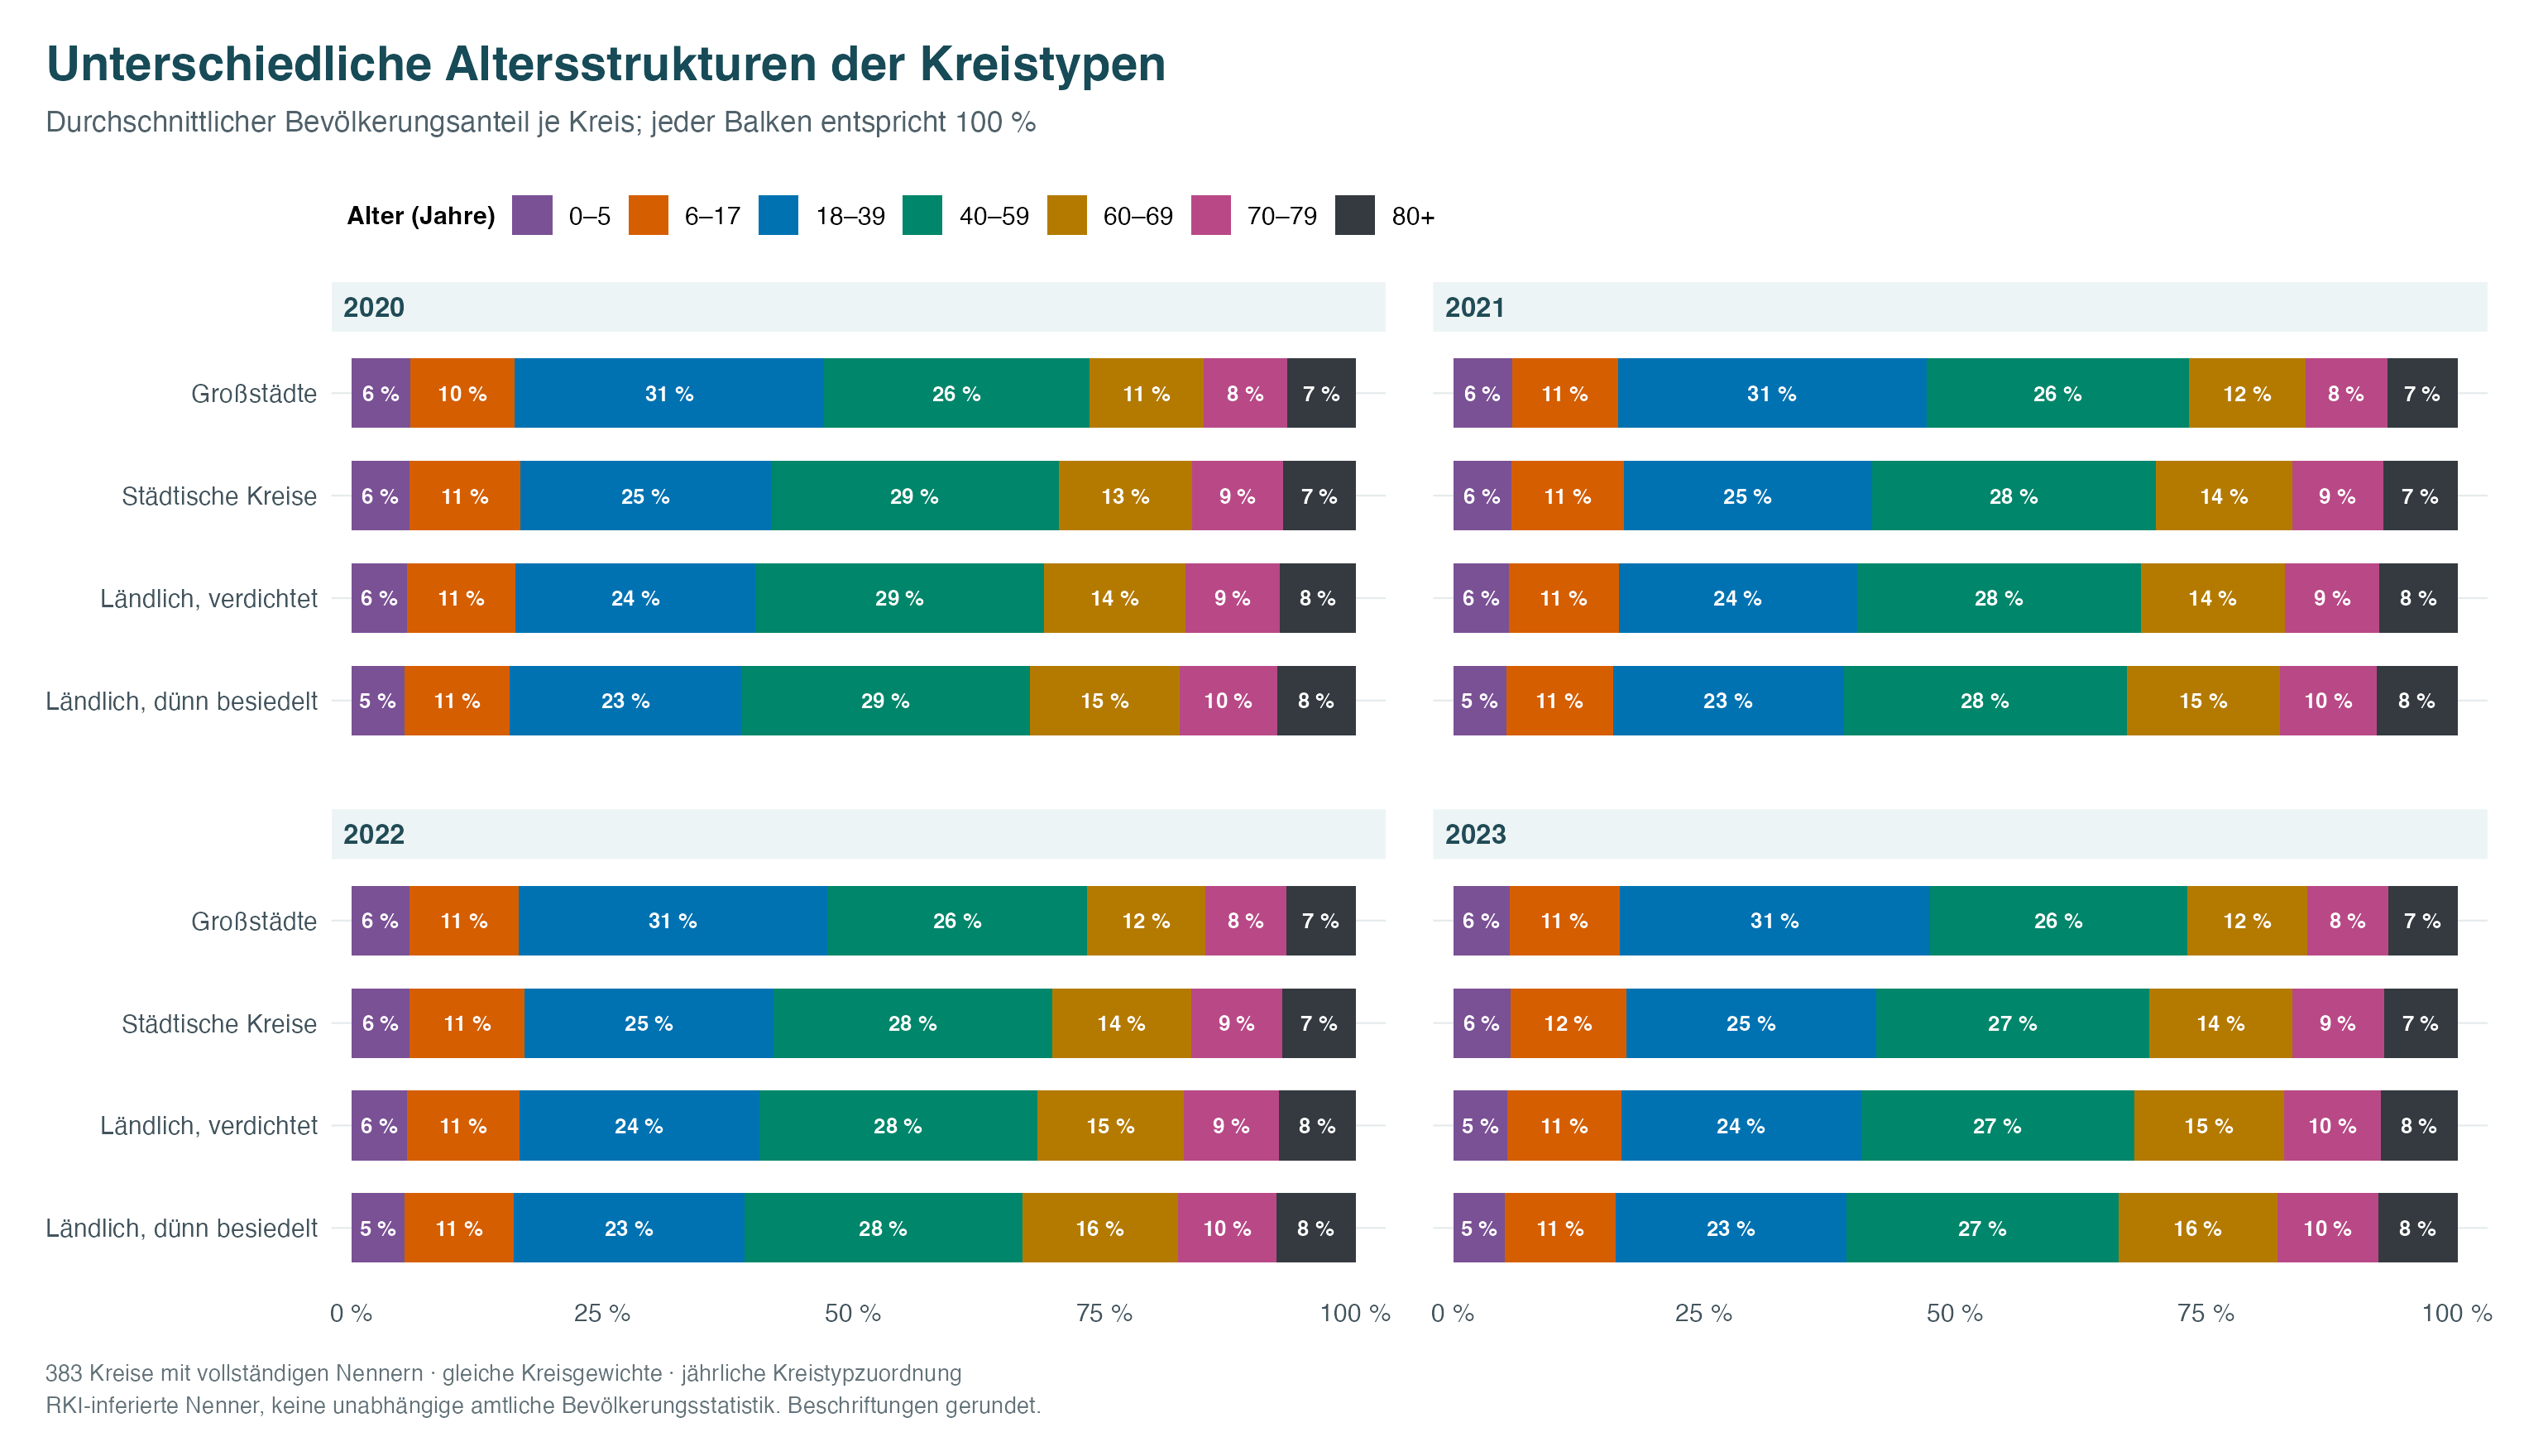 Unterschiedliche Altersstrukturen der Kreistypen
Durchschnittlicher Bevölkerungsanteil je Kreis; jeder Balken entspricht 100 %
Alter (Jahre) 0–5 6–17 18–39 40–59 60–69 70–79 80+
2020
Großstädte 6 % 10 % 31 % 26 % 11 % 8 % 7 %
Städtische Kreise 6 % 11 % 25 % 29 % 13 % 9 % 7 %
Ländlich, verdichtet 6 % 11 % 24 % 29 % 14 % 9 % 8 %
Ländlich, dünn besiedelt 5 % 11 % 23 % 29 % 15 % 10 % 8 %
2021
6 % 11 % 31 % 26 % 12 % 8 % 7 %
6 % 11 % 25 % 28 % 14 % 9 % 7 %
6 % 11 % 24 % 28 % 14 % 9 % 8 %
5 % 11 % 23 % 28 % 15 % 10 % 8 %
2022
Großstädte 6 % 11 % 31 % 26 % 12 % 8 % 7 %
Städtische Kreise 6 % 11 % 25 % 28 % 14 % 9 % 7 %
Ländlich, verdichtet 6 % 11 % 24 % 28 % 15 % 9 % 8 %
Ländlich, dünn besiedelt 5 % 11 % 23 % 28 % 16 % 10 % 8 %
0 % 25 % 50 % 75 % 100 %
2023
6 % 11 % 31 % 26 % 12 % 8 % 7 %
6 % 12 % 25 % 27 % 14 % 9 % 7 %
5 % 11 % 24 % 27 % 15 % 10 % 8 %
5 % 11 % 23 % 27 % 16 % 10 % 8 %
0 % 25 % 50 % 75 % 100 %
383 Kreise mit vollständigen Nennern · gleiche Kreisgewichte · jährliche Kreistypzuordnung
RKI-inferierte Nenner, keine unabhängige amtliche Bevölkerungsstatistik. Beschriftungen gerundet.